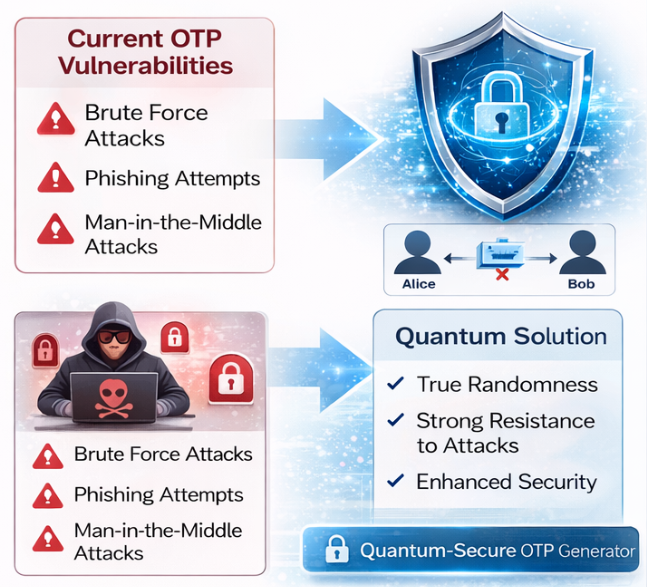 Current OTP
Vulnerabilities
Brute Force
Attacks
Phishing Attempts
Man-in-the-Middle
Attacks
Alice
Bob
Brute Force Attacks
Phishing Attempts
Man-in-the-Middle
Attacks
Quantum Solution
True Randomness
Strong Resistance
to Attacks
Enhanced Security
Quantum-Secure OTP Generator